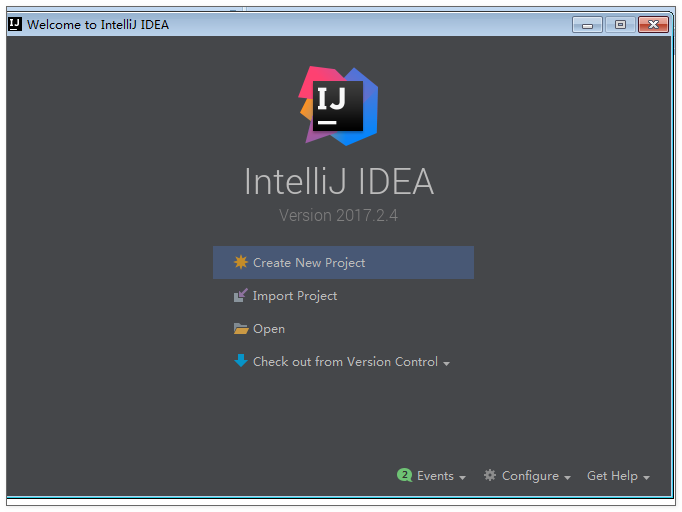 Welcome to IntelliJ IDEA
IJ
IntelliJ IDEA
Version 2017.2.4
Create New Project
Import Project
Open
Check out from Version Control
2 Events
Configure
Get Help